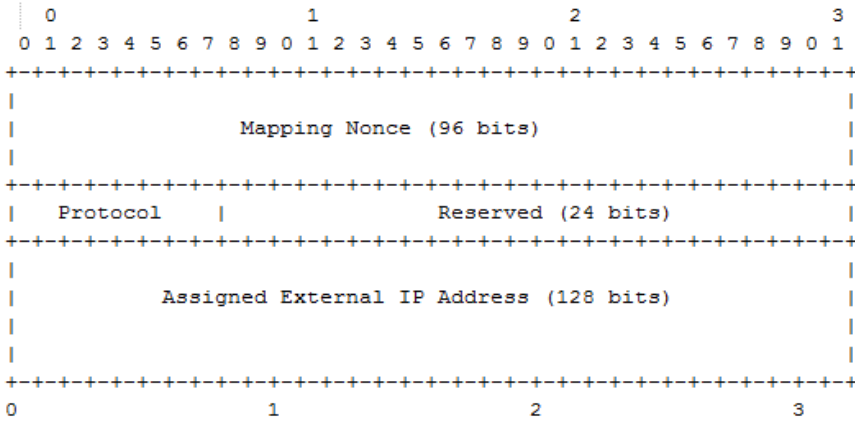 0                   1                   2                   3
0 1 2 3 4 5 6 7 8 9 0 1 2 3 4 5 6 7 8 9 0 1 2 3 4 5 6 7 8 9 0 1
+-+-+-+-+-+-+-+-+-+-+-+-+-+-+-+-+-+-+-+-+-+-+-+-+-+-+-+-+-+-+-+-+
|                                                               |
|                 Mapping Nonce (96 bits)                       |
|                                                               |
+-+-+-+-+-+-+-+-+-+-+-+-+-+-+-+-+-+-+-+-+-+-+-+-+-+-+-+-+-+-+-+-+
|   Protocol    |                Reserved (24 bits)             |
+-+-+-+-+-+-+-+-+-+-+-+-+-+-+-+-+-+-+-+-+-+-+-+-+-+-+-+-+-+-+-+-+
|                                                               |
|           Assigned External IP Address (128 bits)             |
|                                                               |
|                                                               |
+-+-+-+-+-+-+-+-+-+-+-+-+-+-+-+-+-+-+-+-+-+-+-+-+-+-+-+-+-+-+-+-+
0                   1                   2                   3